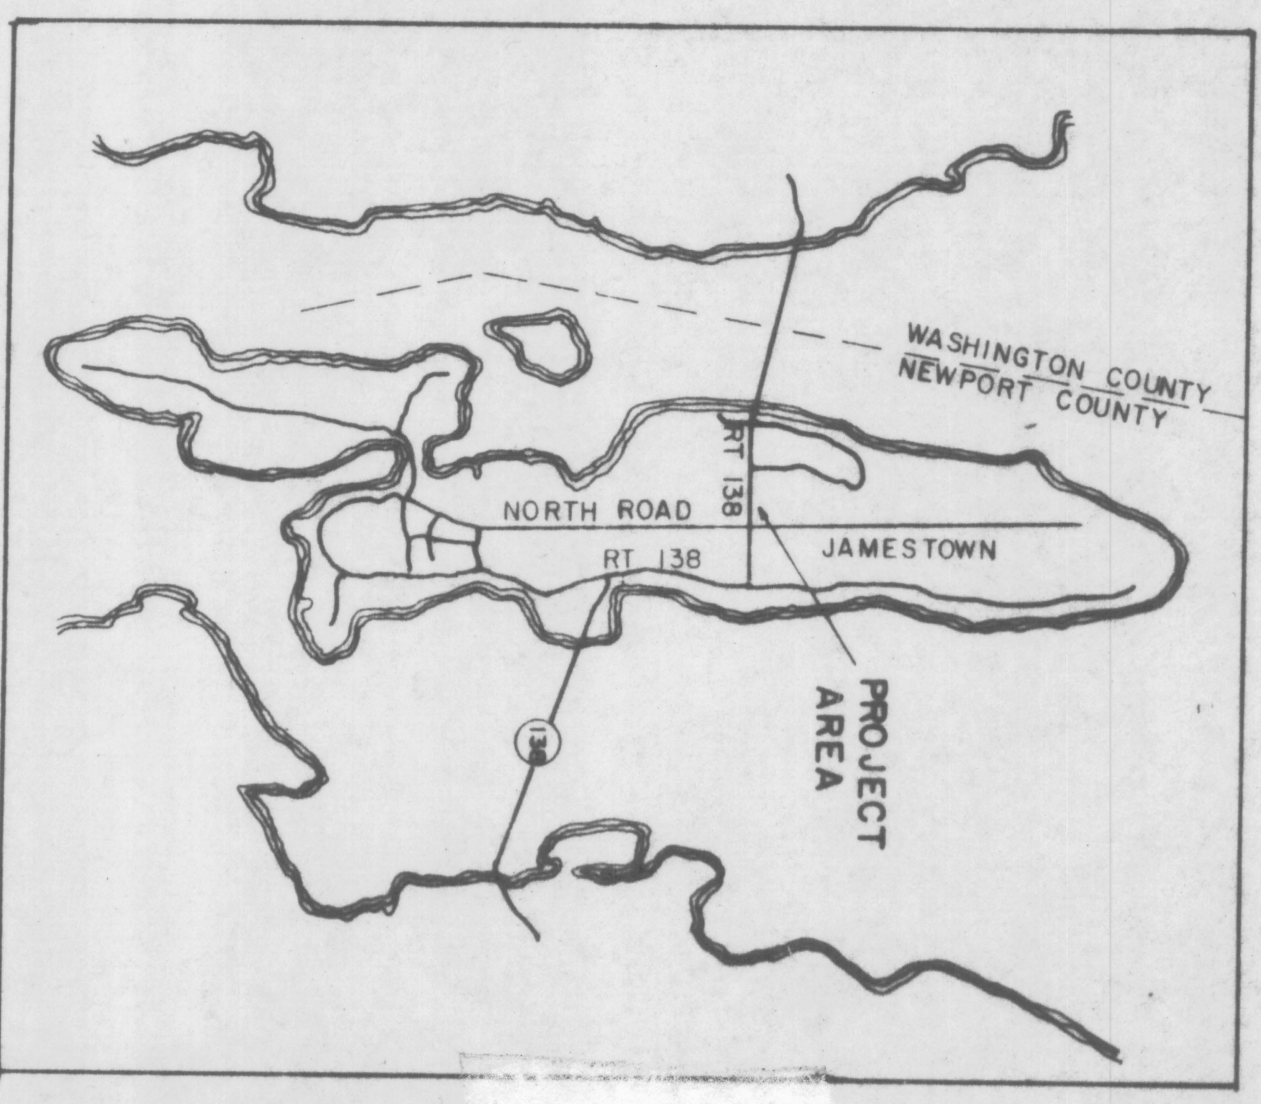 WASHINGTON COUNTY
NEWPORT COUNTY
RT 138
NORTH ROAD
JAMESTOWN
RT 138
PROJECT
AREA
138